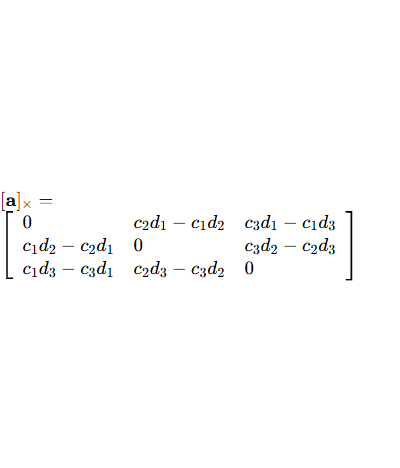 [a]× =
0 c₂d₁ − c₁d₂ c₃d₁ − c₁d₃
c₁d₂ − c₂d₁ 0 c₃d₂ − c₂d₃
c₁d₃ − c₃d₁ c₂d₃ − c₃d₂ 0